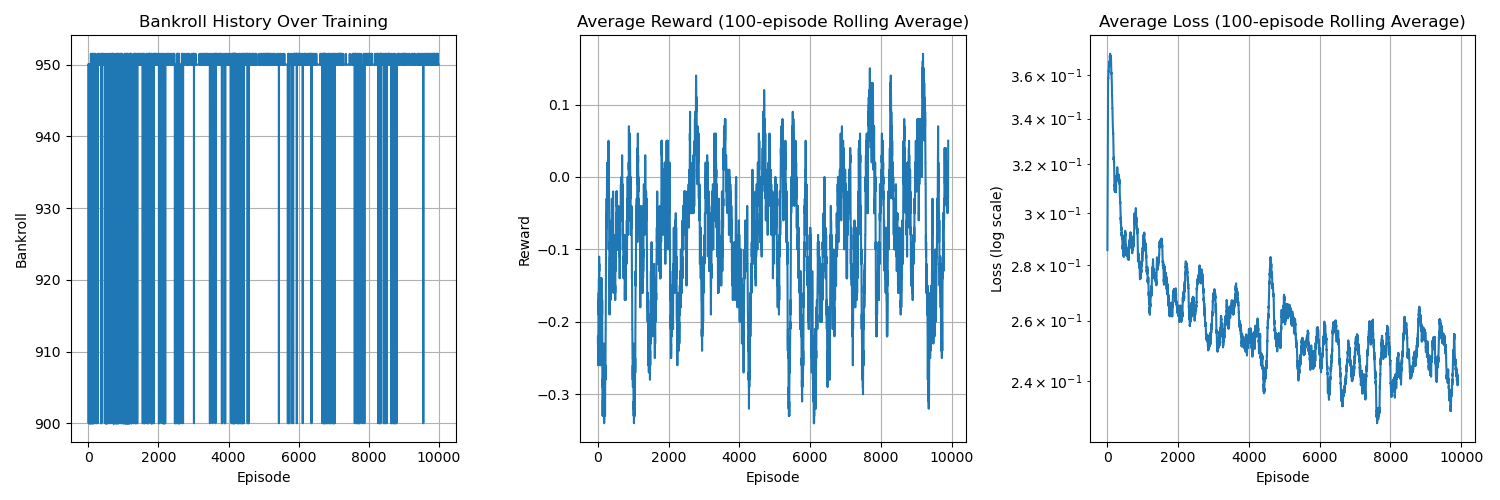 Bankroll History Over Training
Bankroll
950
940
930
920
910
900
0 2000 4000 6000 8000 10000
Episode
Average Reward (100-episode Rolling Average)
Reward
0.1
0.0
−0.1
−0.2
−0.3
0 2000 4000 6000 8000 10000
Episode
Average Loss (100-episode Rolling Average)
Loss (log scale)
3.6 × 10⁻¹
3.4 × 10⁻¹
3.2 × 10⁻¹
3 × 10⁻¹
2.8 × 10⁻¹
2.6 × 10⁻¹
2.4 × 10⁻¹
0 2000 4000 6000 8000 10000
Episode